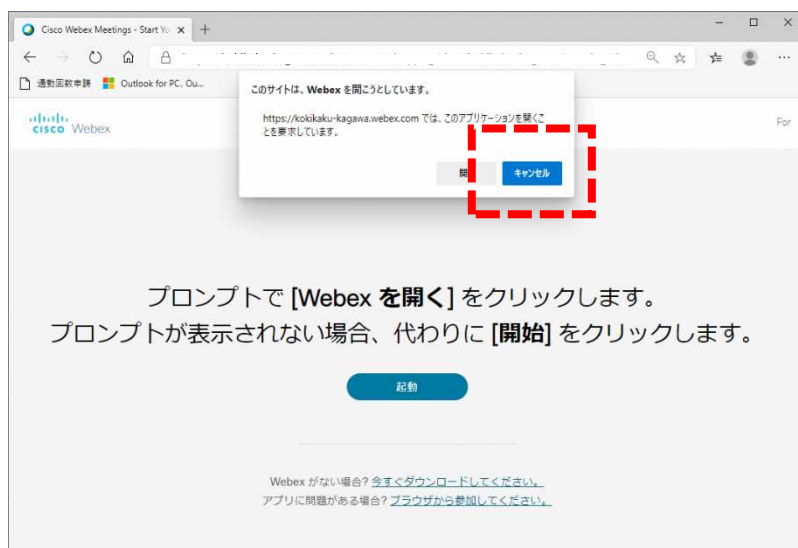 Cisco Webex Meetings - Start Yo
通勤回数申請 Outlook for PC, Ou...
このサイトは、Webex を開こうとしています。
https://kokikaku-kagawa.webex.com では、このアプリケーションを開くこ
とを要求しています。
開 キャンセル
cisco Webex
For
プロンプトで [Webex を開く] をクリックします。
プロンプトが表示されない場合、代わりに [開始] をクリックします。
起動
Webex がない場合? 今すぐダウンロードしてください。
アプリに問題がある場合? ブラウザから参加してください。